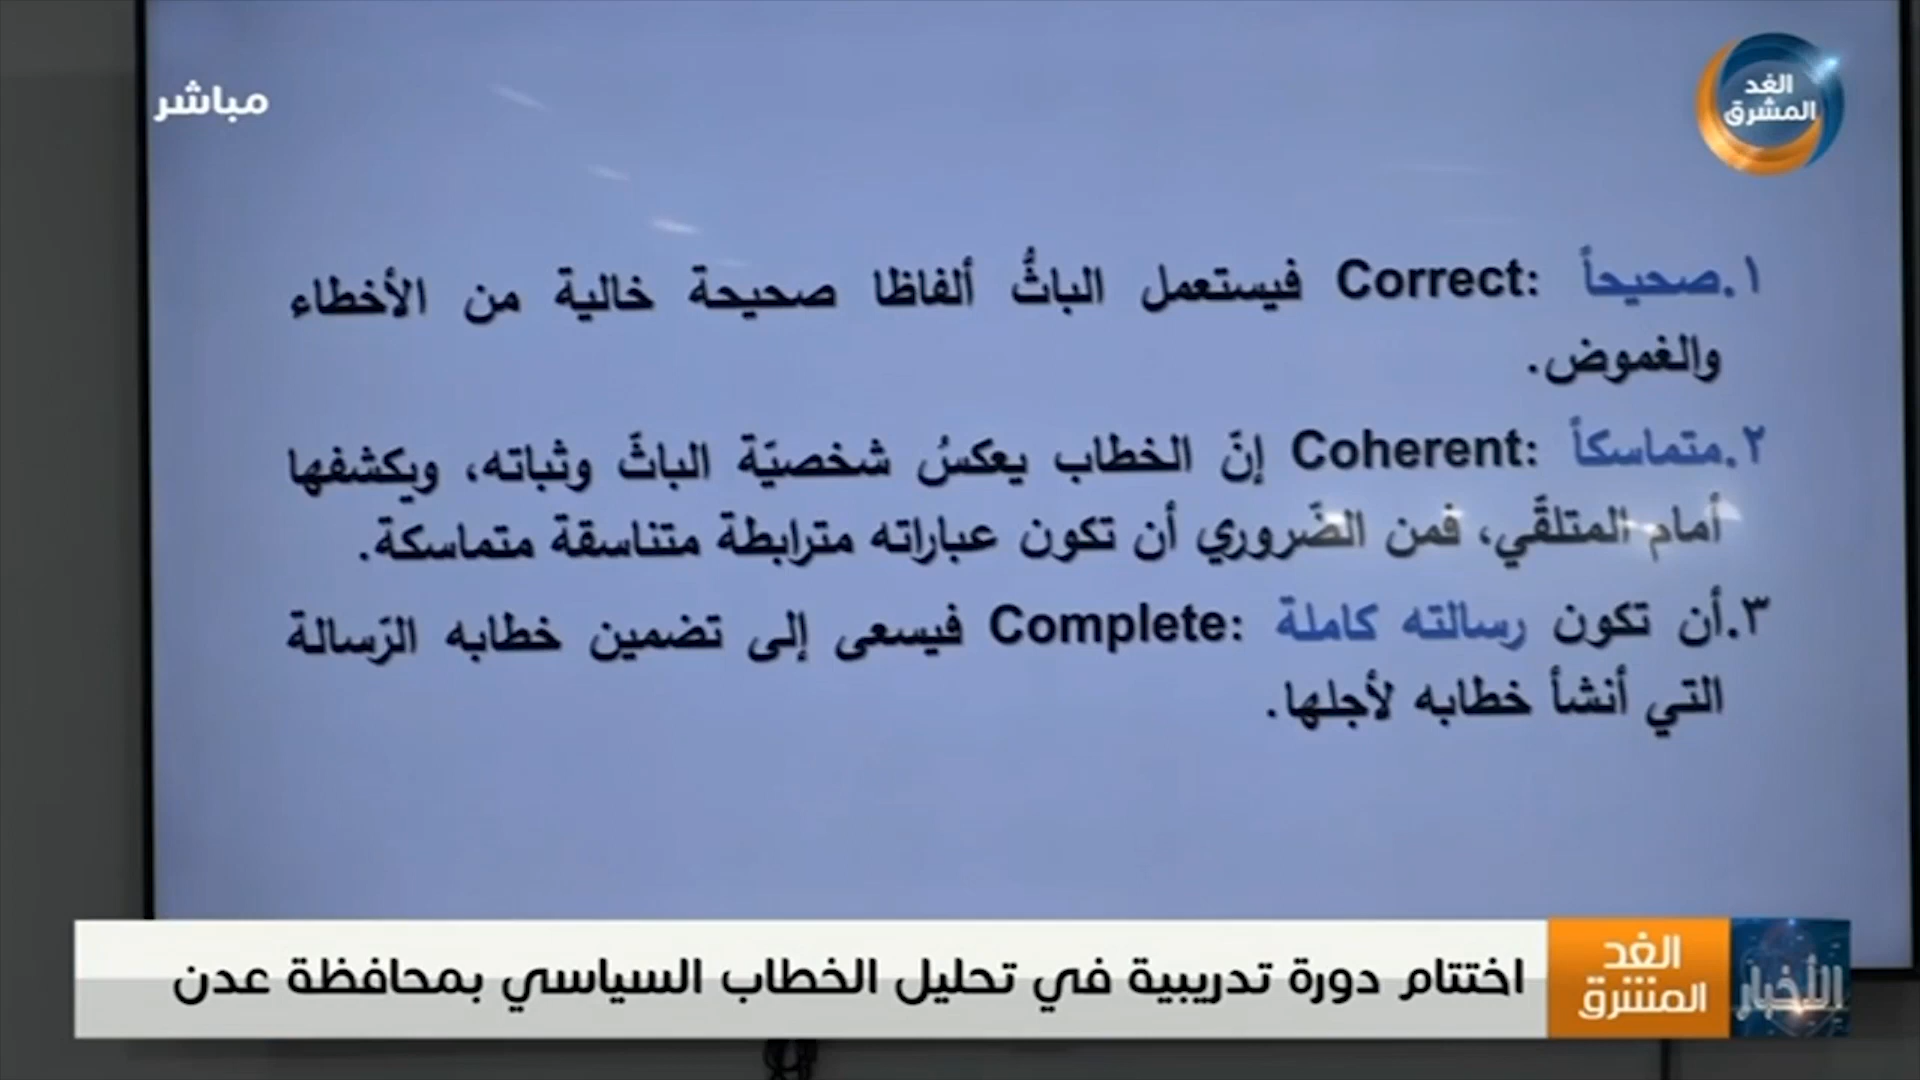 الغد
المشرق
مباشر
١.صحيحاً Correct: فيستعمل الباثُّ ألفاظا صحيحة خالية من الأخطاء
والغموض.
٢.متماسكاً Coherent: إنّ الخطاب يعكسُ شخصيّة الباثّ وثباته، ويكشفها
أمام المتلقّي، فمن الضّروري أن تكون عباراته مترابطة متناسقة متماسكة.
٣.أن تكون رسالته كاملة Complete: فيسعى إلى تضمين خطابه الرّسالة
التي أنشأ خطابه لأجلها.
الأخبار
الغد
المشرق
اختتام دورة تدريبية في تحليل الخطاب السياسي بمحافظة عدن